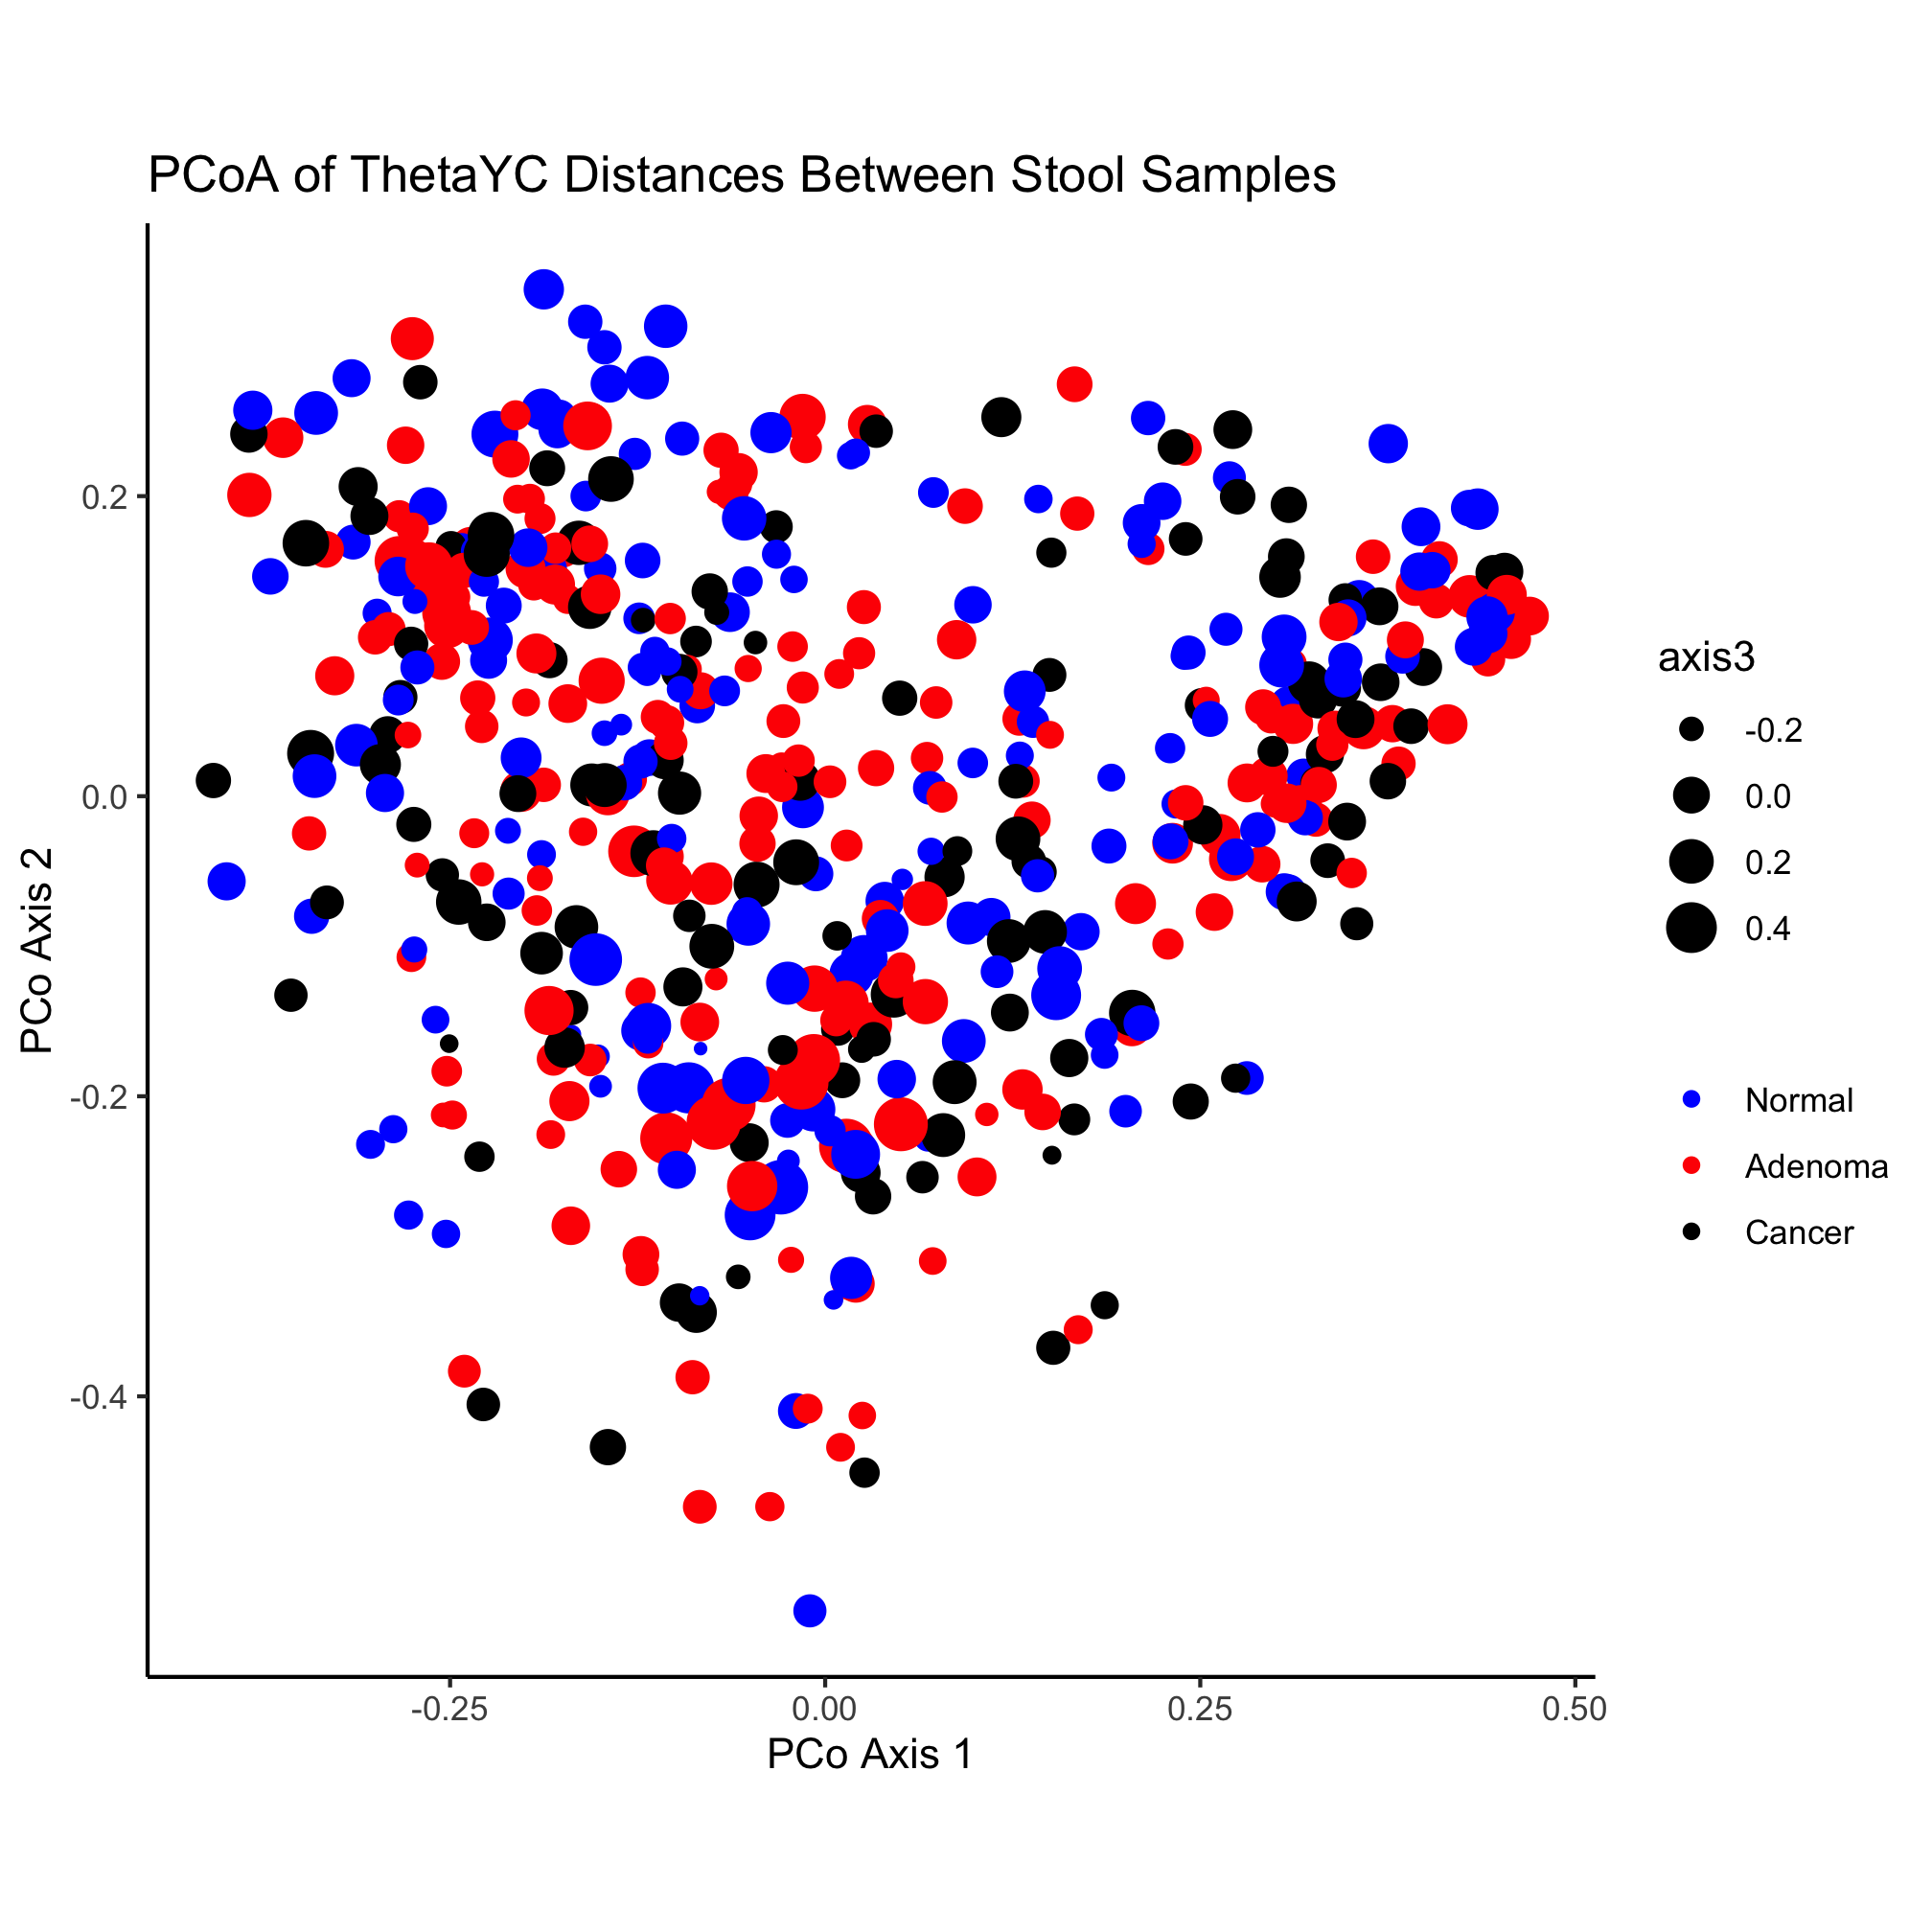 PCoA of ThetaYC Distances Between Stool Samples
PCo Axis 2
0.2
0.0
-0.2
-0.4
-0.25
0.00
0.25
0.50
PCo Axis 1
axis3
-0.2
0.0
0.2
0.4
Normal
Adenoma
Cancer